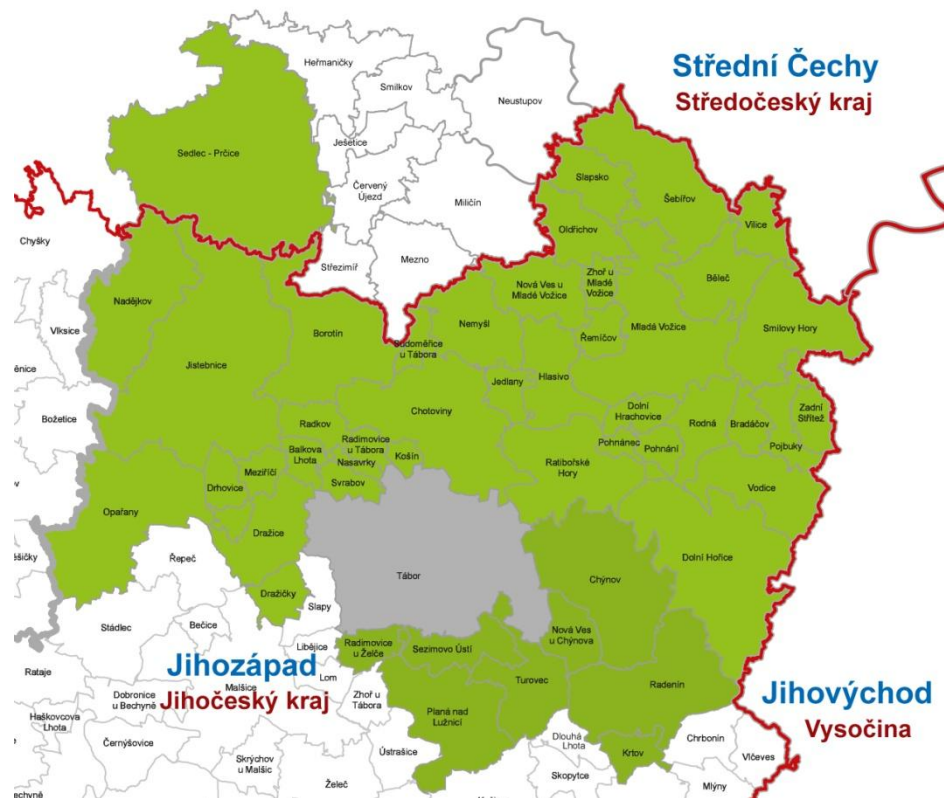 Heřmaničky
Smilkov
Neustupov
Střední Čechy
Středočeský kraj
Sedlec - Prčice
Ješetice
Červený
Újezd
Miličín
Slapsko
Šebířov
Oldřichov
Vilice
Chyšky
Střezimíř
Mezno
Běleč
Nadějkov
Nová Ves u
Mladé Vožice
Zhoř u
Mladé
Vožice
Vlksice
Borotín
Nemyšl
Mladá Vožice
Smilovy Hory
Sudoměřice
u Tábora
Řemíčov
Jistebnice
ěnice
Jedlany
Hlasivo
Božetice
Chotoviny
Dolní
Hrachovice
Rodná
Bradáčov
Zadní
Střítež
Radkov
Radimovice
u Tábora
Pohnánec
Pohnání
Pojbuky
Balkova
Lhota
Nasavrky
Košín
Ratibořské
Hory
Meziříčí
Drhovice
Svrabov
Vodice
Opařany
Dražice
Řepeč
Dolní Hořice
ěšičky
Tábor
Chýnov
Dražičky
Slapy
Stádlec
Bečice
Libějice
Radimovice
u Želče
Sezimovo Ústí
Nová Ves
u Chýnova
Rataje
Jihozápad
Jihočeský kraj
Lom
Turovec
Radenín
Jihovýchod
Vysočina
Dobronice
u Bechyně
Malšice
Zhoř u
Tábora
Planá nad
Lužnicí
Haškovcova
Lhota
Černýšovice
Ústrašice
Dlouhá
Lhota
Krtov
Chrbonín
Vlčeves
Skrýchov
u Malšic
Želeč
Skopytce
Mlýny
echyně